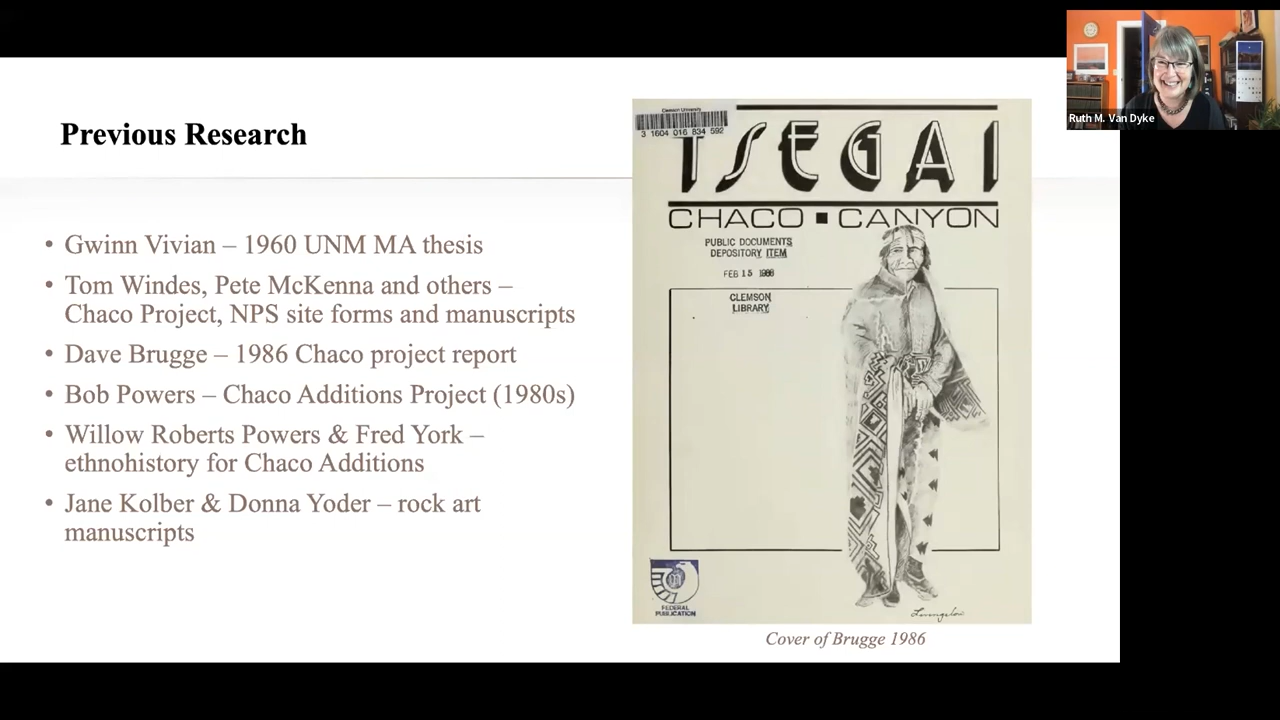 Previous Research
• Gwinn Vivian – 1960 UNM MA thesis
• Tom Windes, Pete McKenna and others –
Chaco Project, NPS site forms and manuscripts
• Dave Brugge – 1986 Chaco project report
• Bob Powers – Chaco Additions Project (1980s)
• Willow Roberts Powers & Fred York –
ethnohistory for Chaco Additions
• Jane Kolber & Donna Yoder – rock art
manuscripts
Clemson University
3 1604 016 834 592
TSEGAI
CHACO ▪ CANYON
PUBLIC DOCUMENTS
DEPOSITORY ITEM
FEB 15 1986
CLEMSON
LIBRARY
FEDERAL
PUBLICATION
Cover of Brugge 1986
Ruth M. Van Dyke